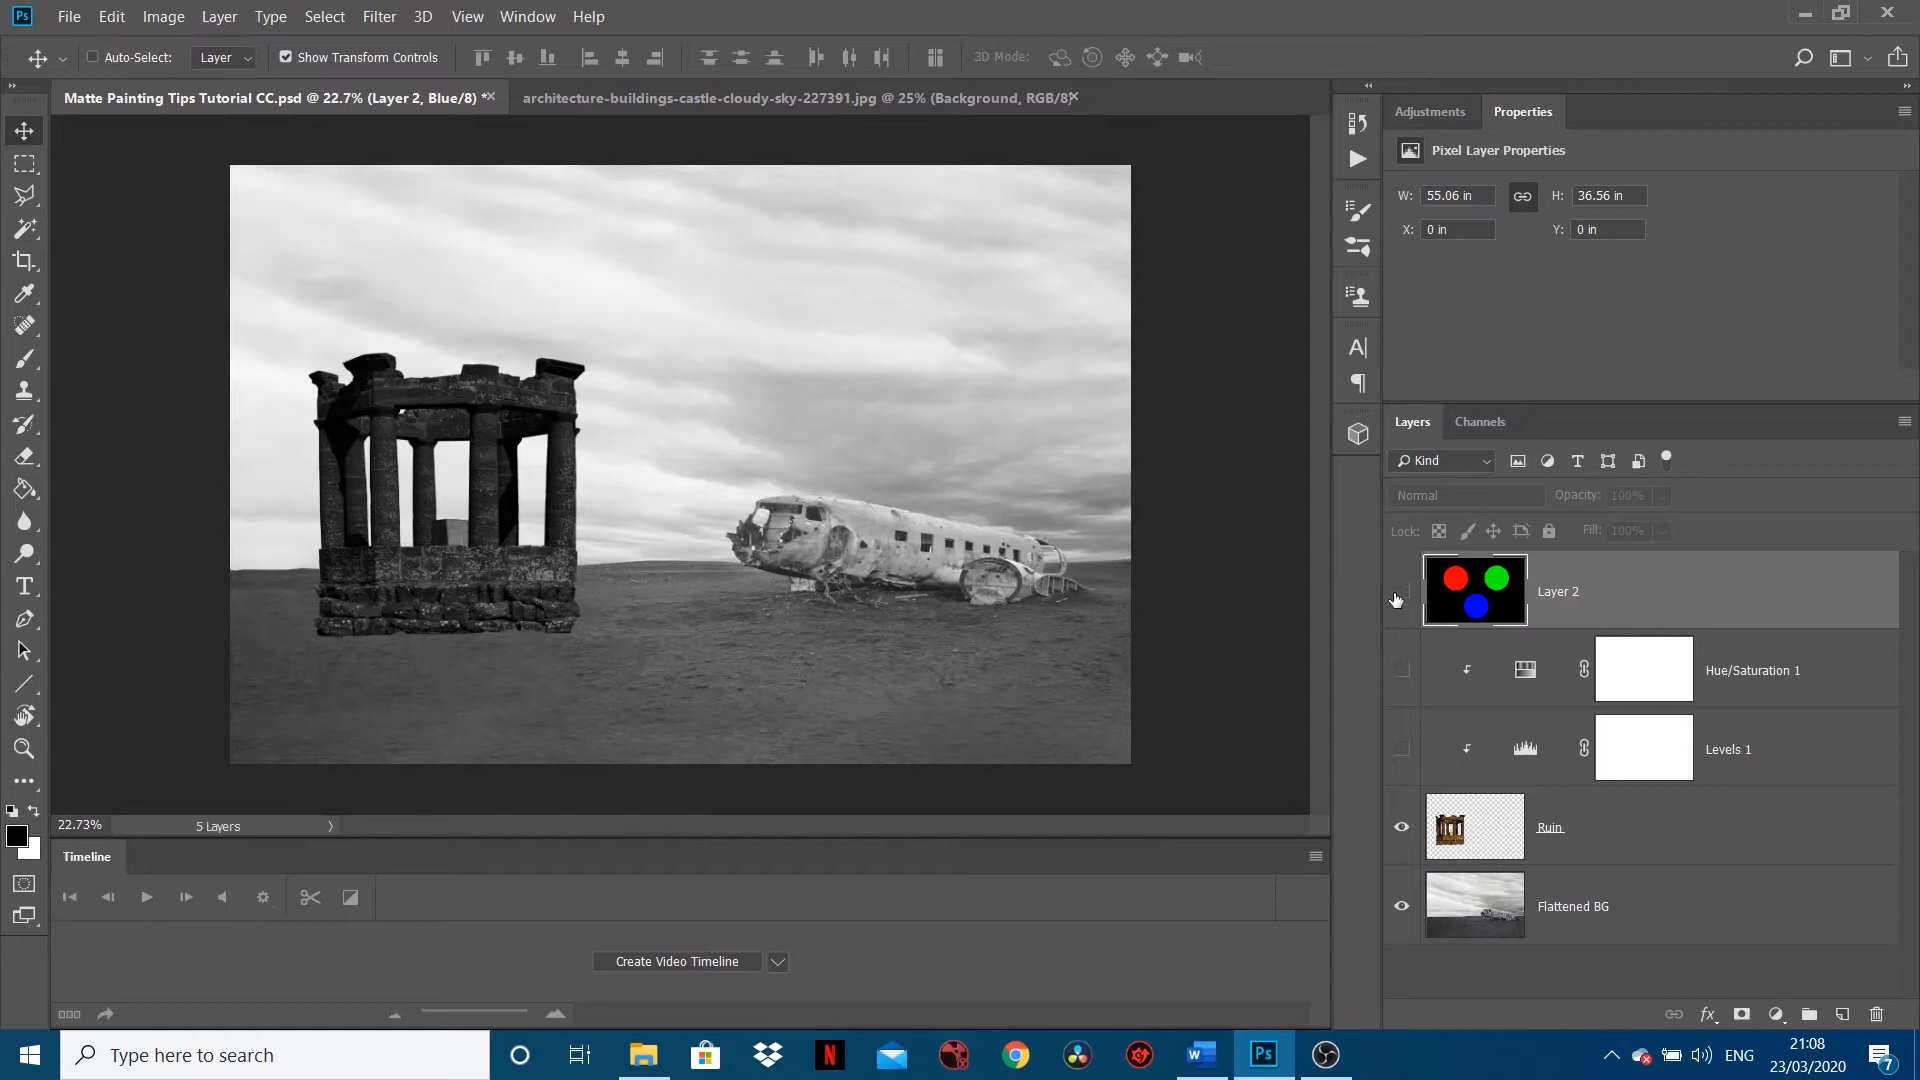 Ps File Edit Image Layer Type Select Filter 3D View Window Help
Auto-Select: Layer Show Transform Controls 3D Mode:
Matte Painting Tips Tutorial CC.psd @ 22.7% (Layer 2, Blue/8) * architecture-buildings-castle-cloudy-sky-227391.jpg @ 25% (Background, RGB/8)
Adjustments Properties
Pixel Layer Properties
W: 55.06 in H: 36.56 in
X: 0 in Y: 0 in
Layers Channels
Kind
Normal Opacity: 100%
Lock: Fill: 100%
Layer 2
Hue/Saturation 1
Levels 1
Ruin
Flattened BG
22.73% 5 Layers
Timeline
Create Video Timeline
Type here to search
ENG
21:08
23/03/2020
7